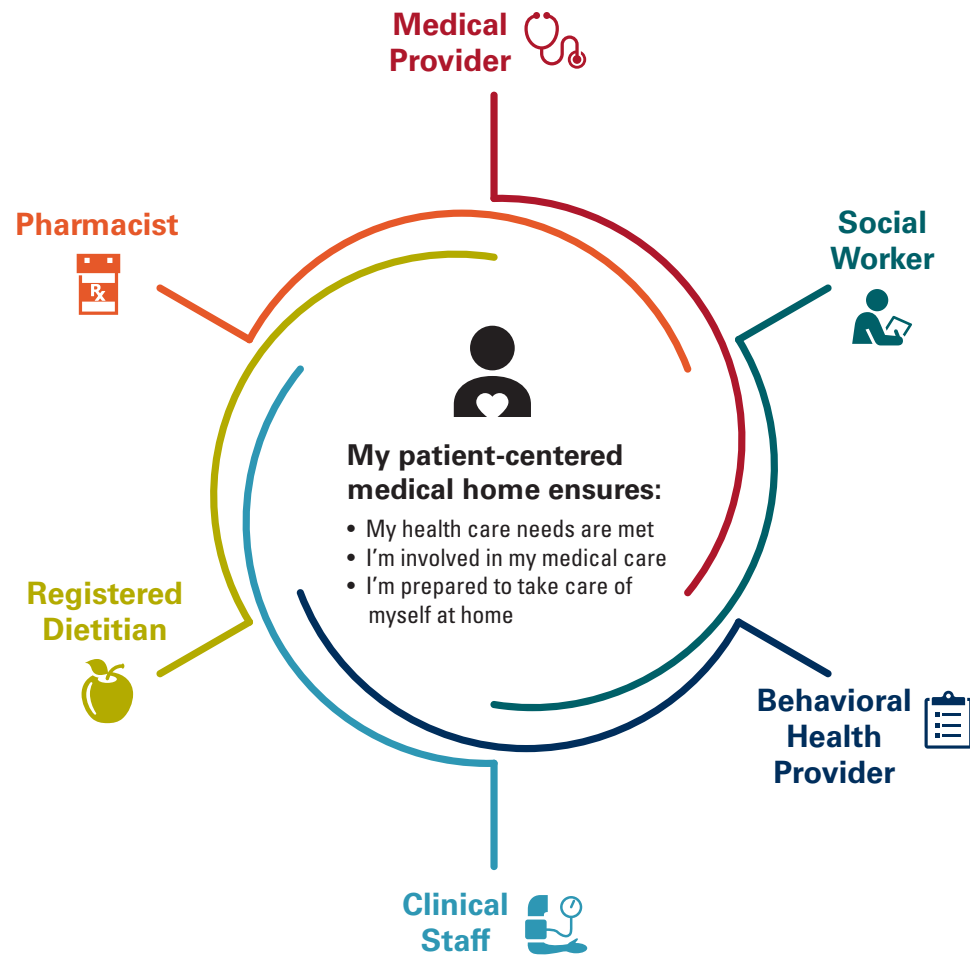 Medical
Provider
Pharmacist
Rx
Social
Worker
My patient-centered
medical home ensures:
• My health care needs are met
• I'm involved in my medical care
• I'm prepared to take care of
myself at home
Registered
Dietitian
Behavioral
Health
Provider
Clinical
Staff